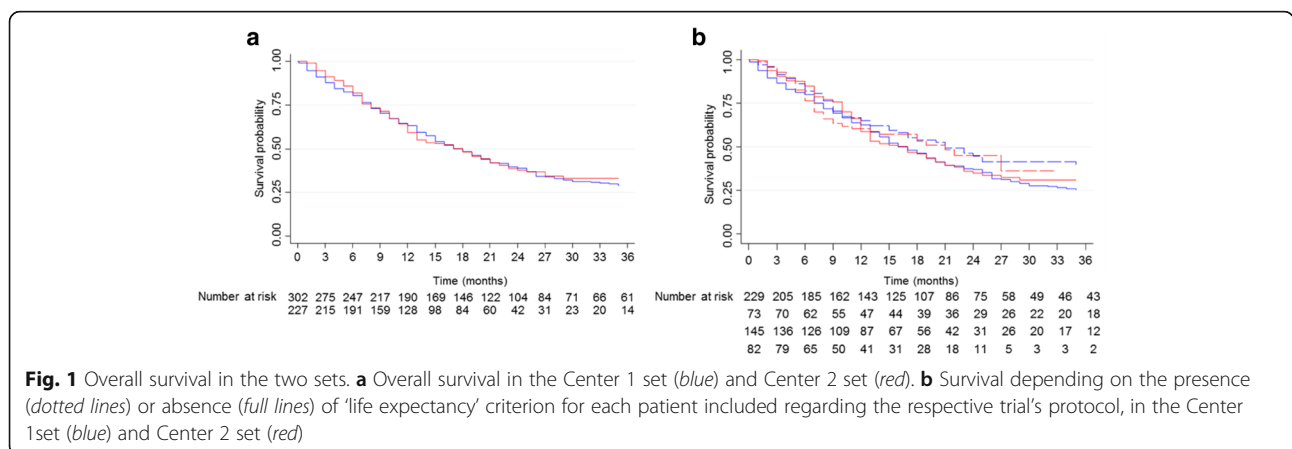 a
b
1.00
0.75
0.50
0.25
0.00
Survival probability
0 3 6 9 12 15 18 21 24 27 30 33 36
Time (months)
Number at risk
302 275 247 217 190 169 146 122 104 84 71 66 61
227 215 191 159 128 98 84 60 42 31 23 20 14
1.00
0.75
0.50
0.25
0.00
Survival probability
0 3 6 9 12 15 18 21 24 27 30 33 36
Time (months)
Number at risk
229 205 185 162 143 125 107 86 75 58 49 46 43
73 70 62 55 47 44 39 36 29 26 22 20 18
145 136 126 109 87 67 56 42 31 26 20 17 12
82 79 65 50 41 31 28 18 11 5 3 3 2
Fig. 1 Overall survival in the two sets. a Overall survival in the Center 1 set (blue) and Center 2 set (red). b Survival depending on the presence
(dotted lines) or absence (full lines) of ‘life expectancy’ criterion for each patient included regarding the respective trial’s protocol, in the Center
1set (blue) and Center 2 set (red)